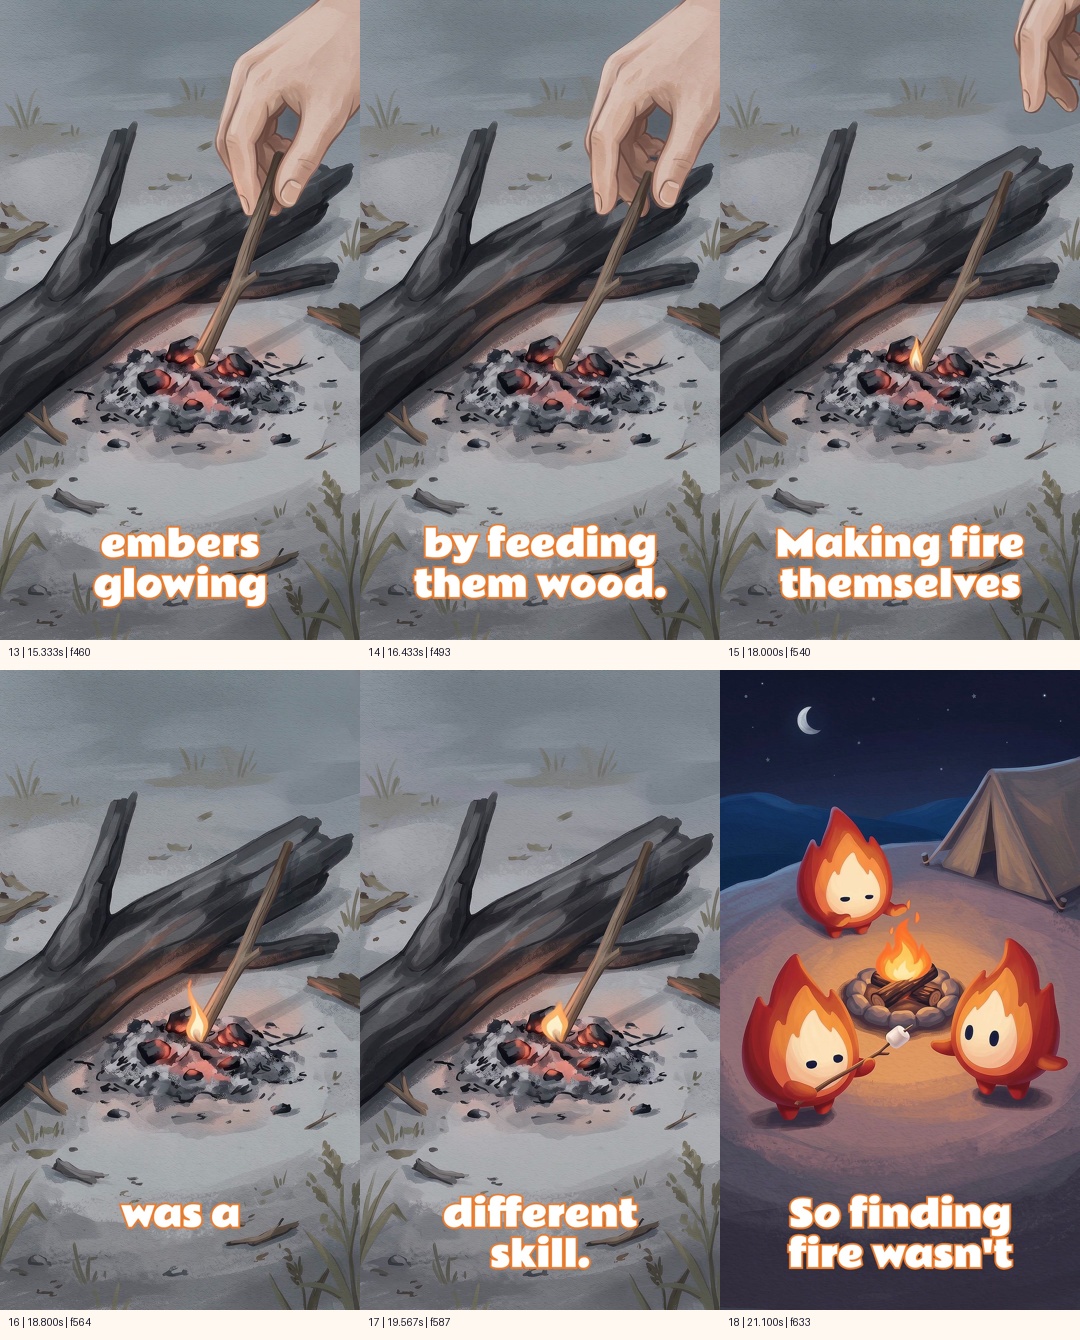 embers
glowing
13 | 15.333s | f460
by feeding
them wood.
14 | 16.433s | f493
Making fire
themselves
15 | 18.000s | f540
was a
16 | 18.800s | f564
different
skill.
17 | 19.567s | f587
So finding
fire wasn't
18 | 21.100s | f633